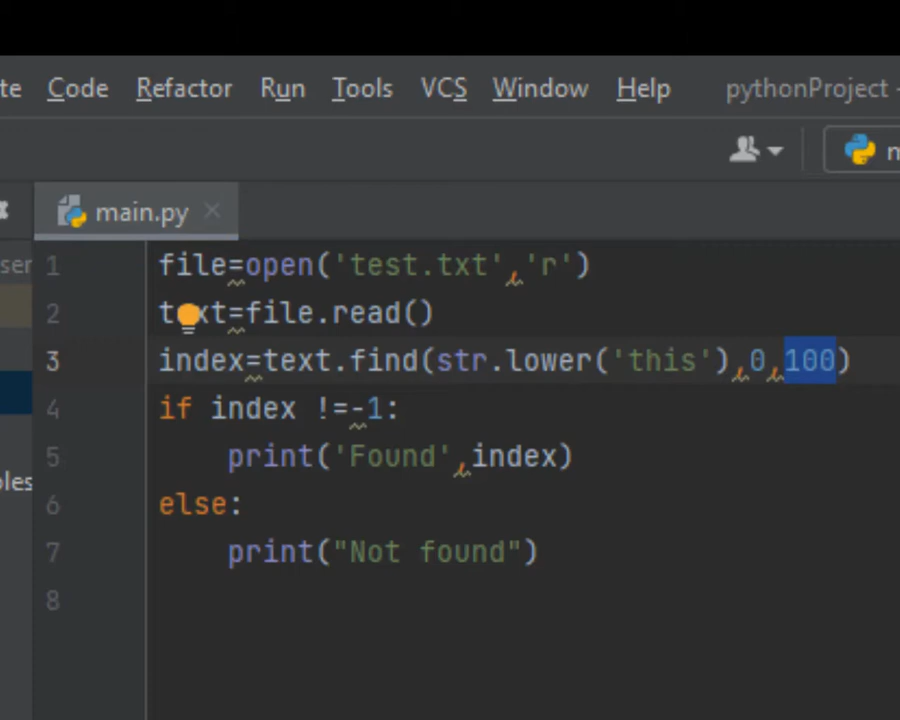 te Code Refactor Run Tools VCS Window Help pythonProject -
main.py
ser 1 file=open('test.txt','r')
2 text=file.read()
3 index=text.find(str.lower('this'),0,100)
4 if index !=-1:
5 print('Found',index)
oles 6 else:
7 print("Not found")
8